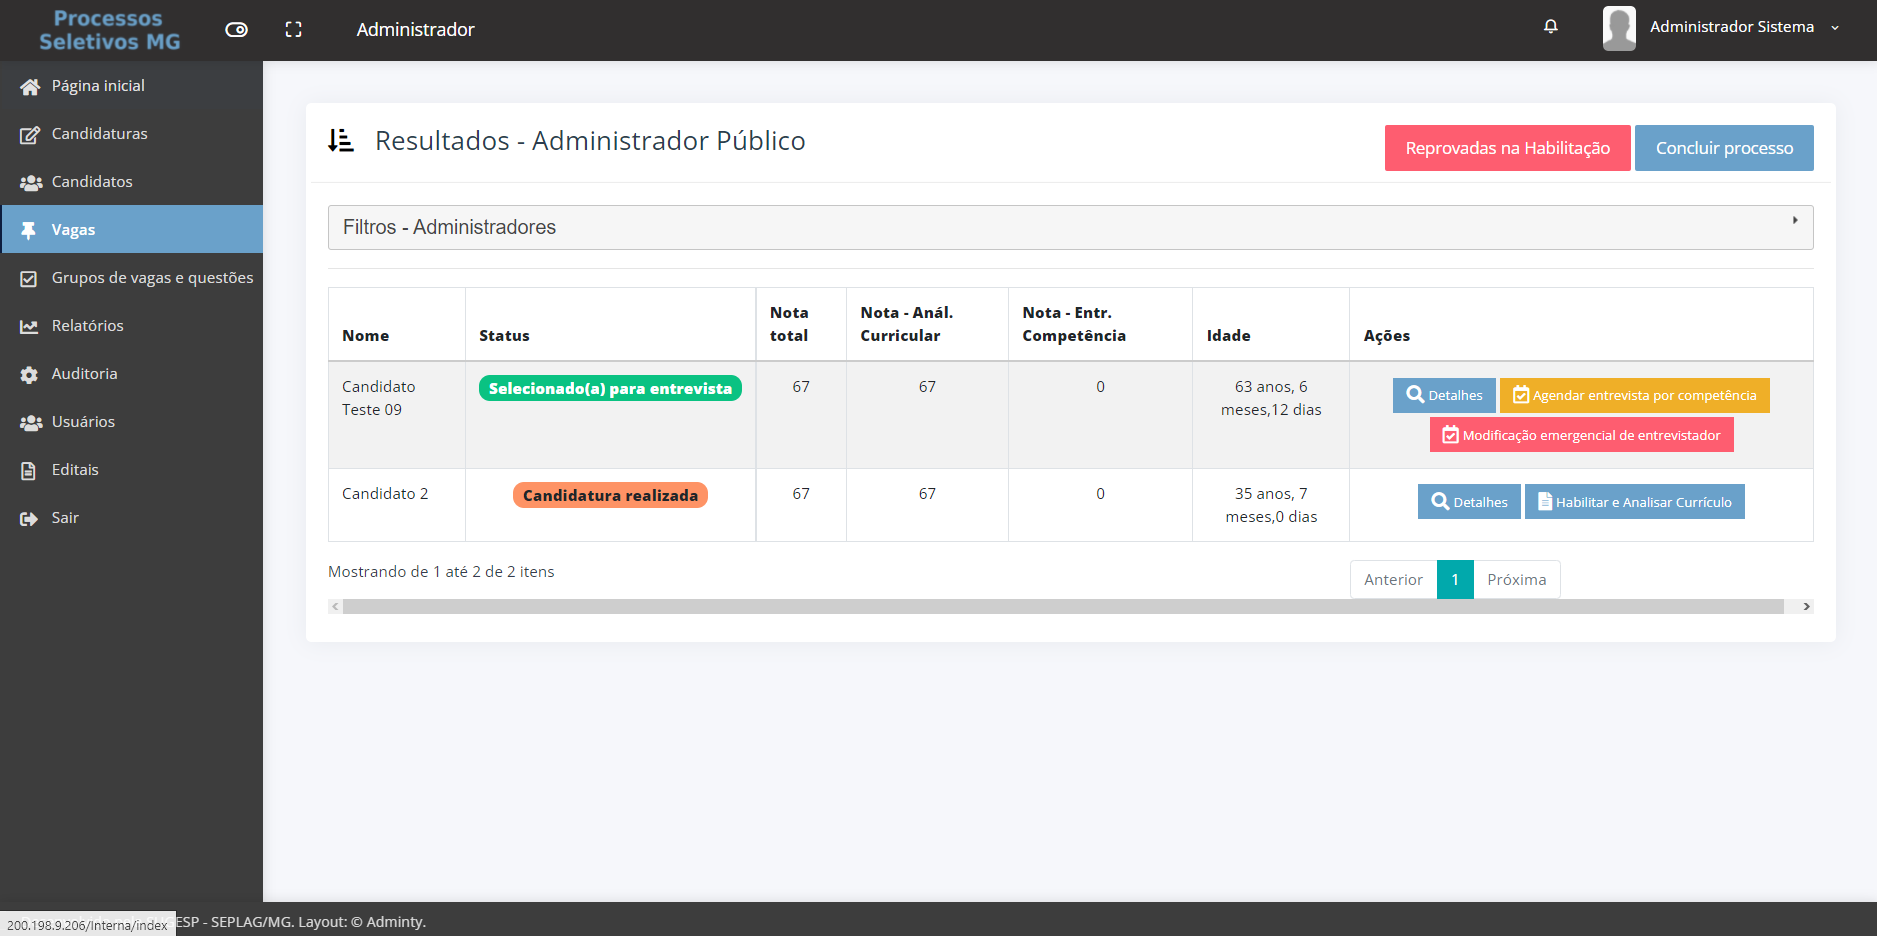 Processos
Seletivos MG
Administrador
Administrador Sistema
Página inicial
Candidaturas
Candidatos
Vagas
Grupos de vagas e questões
Relatórios
Auditoria
Usuários
Editais
Sair
Resultados - Administrador Público
Reprovadas na Habilitação
Concluir processo
Filtros - Administradores
Nome
Status
Nota
total
Nota - Anál.
Curricular
Nota - Entr.
Competência
Idade
Ações
Candidato
Teste 09
Selecionado(a) para entrevista
67
67
0
63 anos, 6
meses,12 dias
Detalhes
Agendar entrevista por competência
Modificação emergencial de entrevistador
Candidato 2
Candidatura realizada
67
67
0
35 anos, 7
meses,0 dias
Detalhes
Habilitar e Analisar Currículo
Mostrando de 1 até 2 de 2 itens
Anterior
1
Próxima
ESP - SEPLAG/MG. Layout: © Adminty.
200.198.9.206/Interna/index